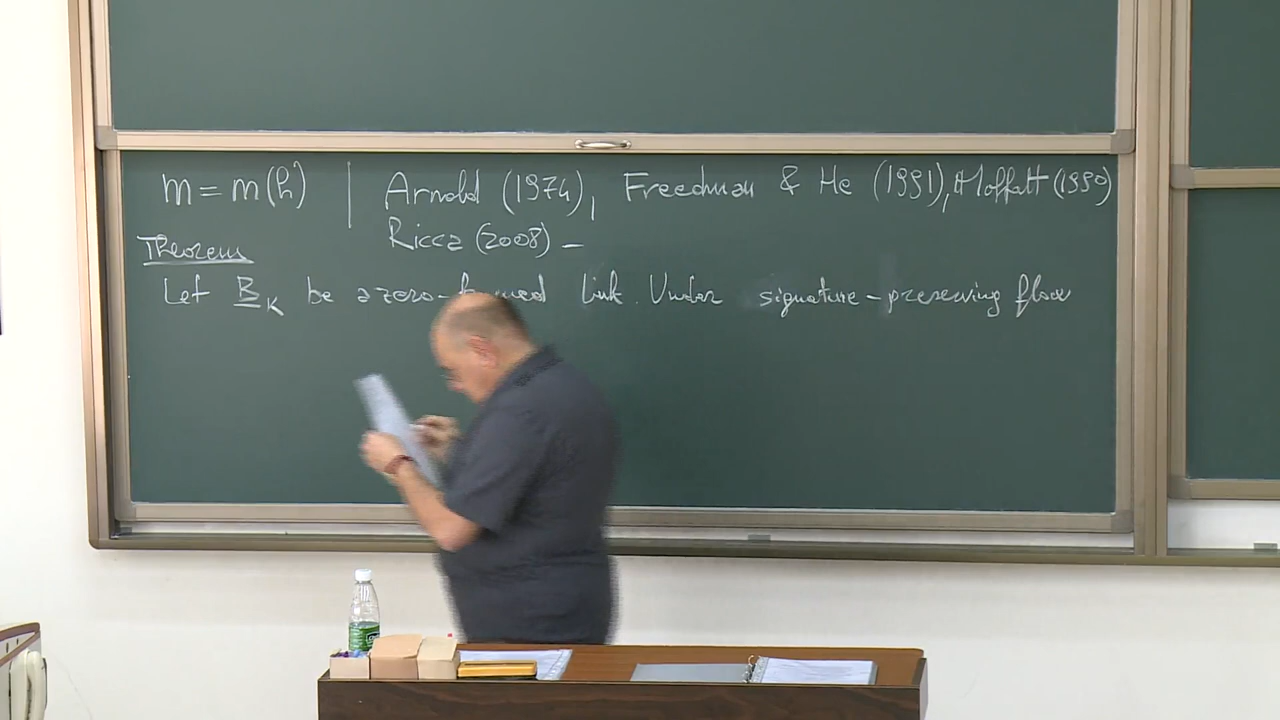 m = m(h) | Arnold (1974), Freedman & He (1991), Moffatt (1990)
Ricca (2008) —
Theorem
Let B_K be a zero-framed link. Under signature-preserving flow